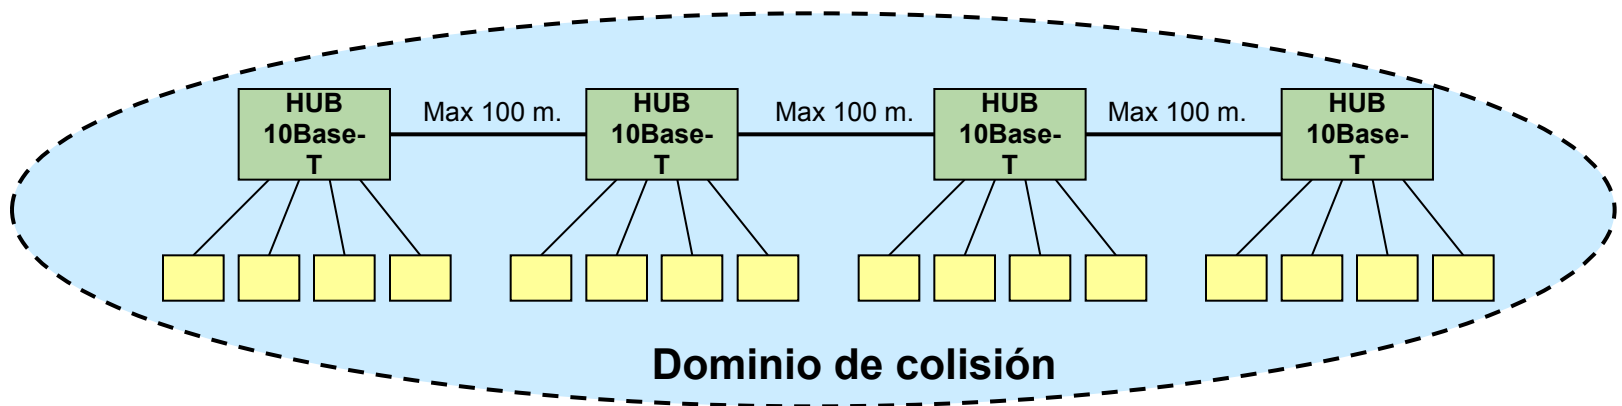 HUB
10Base-
T
Max 100 m.
HUB
10Base-
T
Max 100 m.
HUB
10Base-
T
Max 100 m.
HUB
10Base-
T
Dominio de colisión